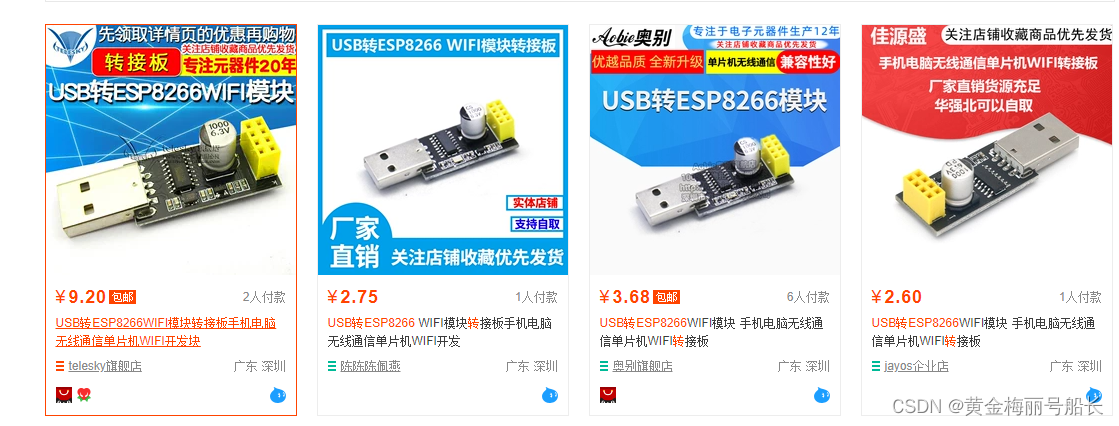 先领取详情页的优惠再购物
关注店铺收藏商品优先发货
TELESKY
转接板
专注元器件20年
USB转ESP8266WIFI模块
1000
6.3V
¥9.20 包邮
2人付款
USB转ESP8266WIFI模块转接板手机电脑
无线通信单片机WIFI开发块
telesky旗舰店
广东 深圳
USB转ESP8266 WIFI模块转接板
实体店铺
支持自取
厂家
直销
关注店铺收藏优先发货
¥2.75
1人付款
USB转ESP8266 WIFI模块转接板手机电脑
无线通信单片机WIFI开发
陈陈陈佩燕
广东 深圳
Aobie奥别
专注于电子元器件生产12年
关注店铺收藏商品优先发货
优越品质 全新升级
单片机无线通信
兼容性好
USB转ESP8266模块
¥3.68 包邮
6人付款
USB转ESP8266WIFI模块 手机电脑无线通
信单片机WIFI转接板
奥别旗舰店
广东 深圳
佳源盛
关注店铺收藏商品优先发货
手机电脑无线通信单片机WIFI转接板
厂家直销货源充足
华强北可以自取
¥2.60
1人付款
USB转ESP8266WIFI模块 手机电脑无线通
信单片机WIFI转接板
jayos企业店
广东 深圳
CSDN @黄金梅丽号船长